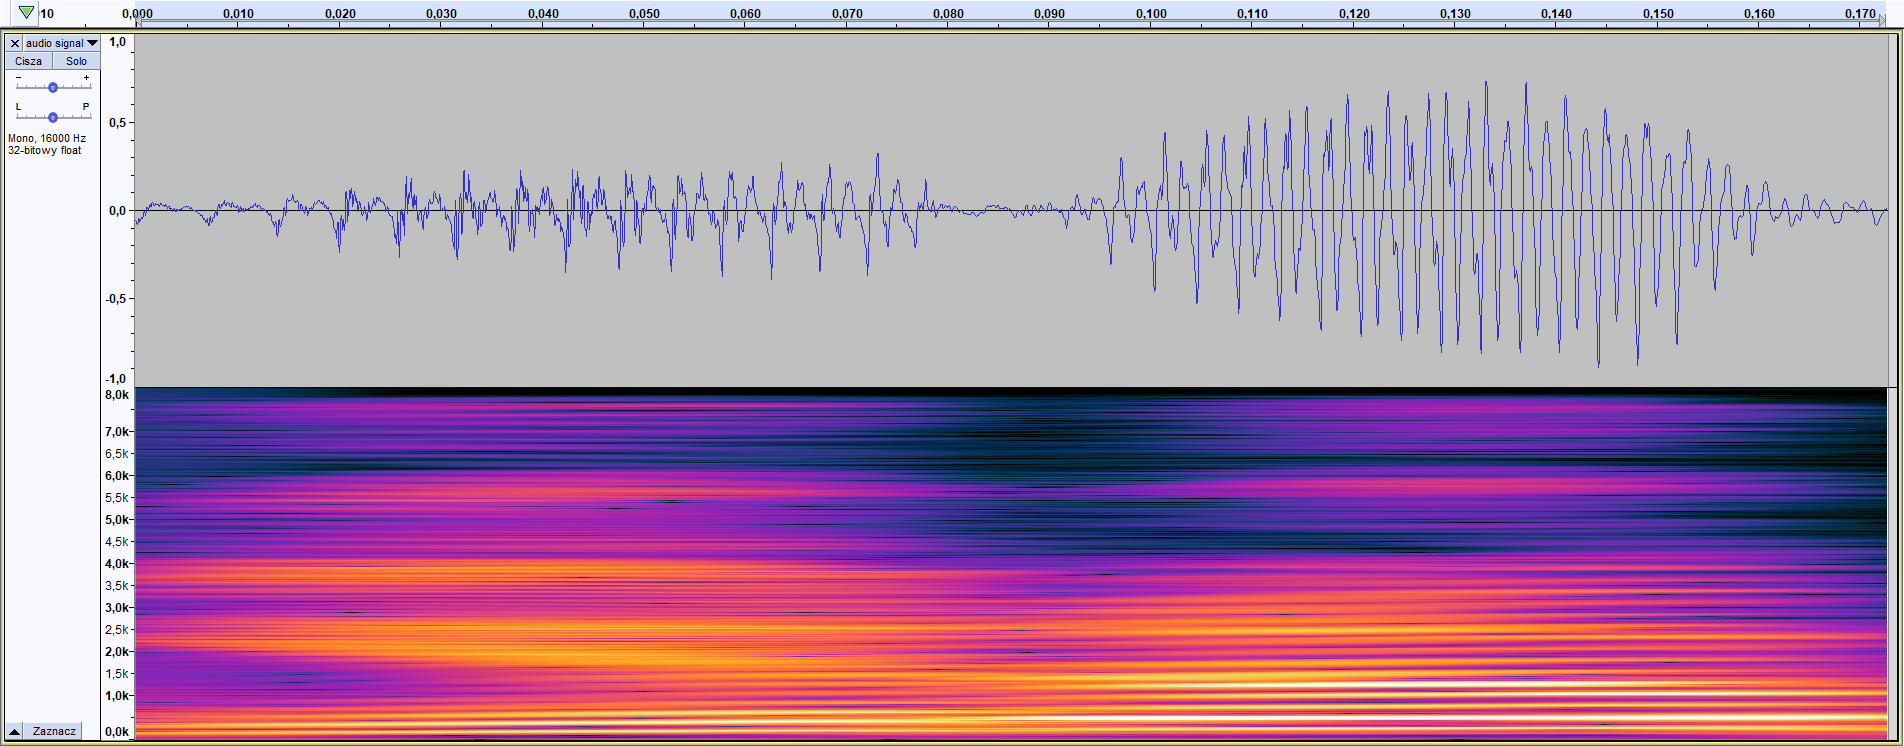 10 0,000 0,010 0,020 0,030 0,040 0,050 0,060 0,070 0,080 0,090 0,100 0,110 0,120 0,130 0,140 0,150 0,160 0,170
audio signal
Cisza Solo
- +
L P
Mono, 16000 Hz
32-bitowy float
1,0
0,5
0,0
-0,5
-1,0
8,0k
7,0k
6,5k
6,0k
5,5k
5,0k
4,5k
4,0k
3,5k
3,0k
2,5k
2,0k
1,5k
1,0k
0,0k
Zaznacz